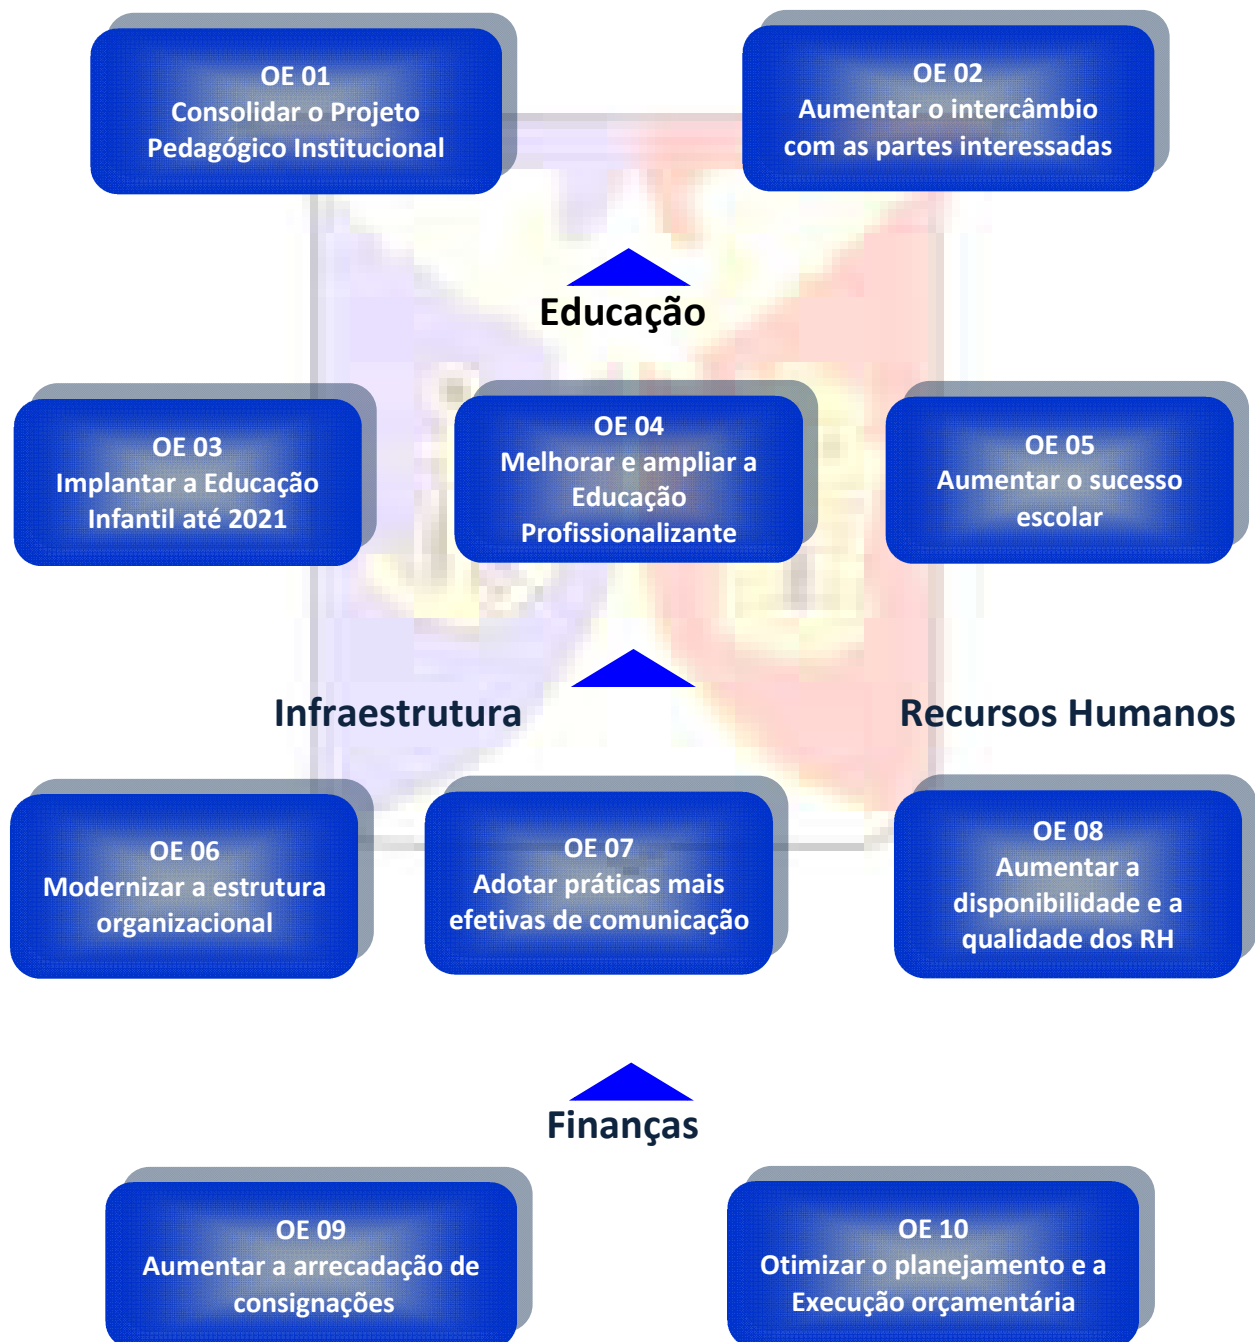 OE 01
Consolidar o Projeto
Pedagógico Institucional
OE 02
Aumentar o intercâmbio
com as partes interessadas
Educação
OE 03
Implantar a Educação
Infantil até 2021
OE 04
Melhorar e ampliar a
Educação
Profissionalizante
OE 05
Aumentar o sucesso
escolar
Infraestrutura
Recursos Humanos
OE 06
Modernizar a estrutura
organizacional
OE 07
Adotar práticas mais
efetivas de comunicação
OE 08
Aumentar a
disponibilidade e a
qualidade dos RH
Finanças
OE 09
Aumentar a arrecadação de
consignações
OE 10
Otimizar o planejamento e a
Execução orçamentária